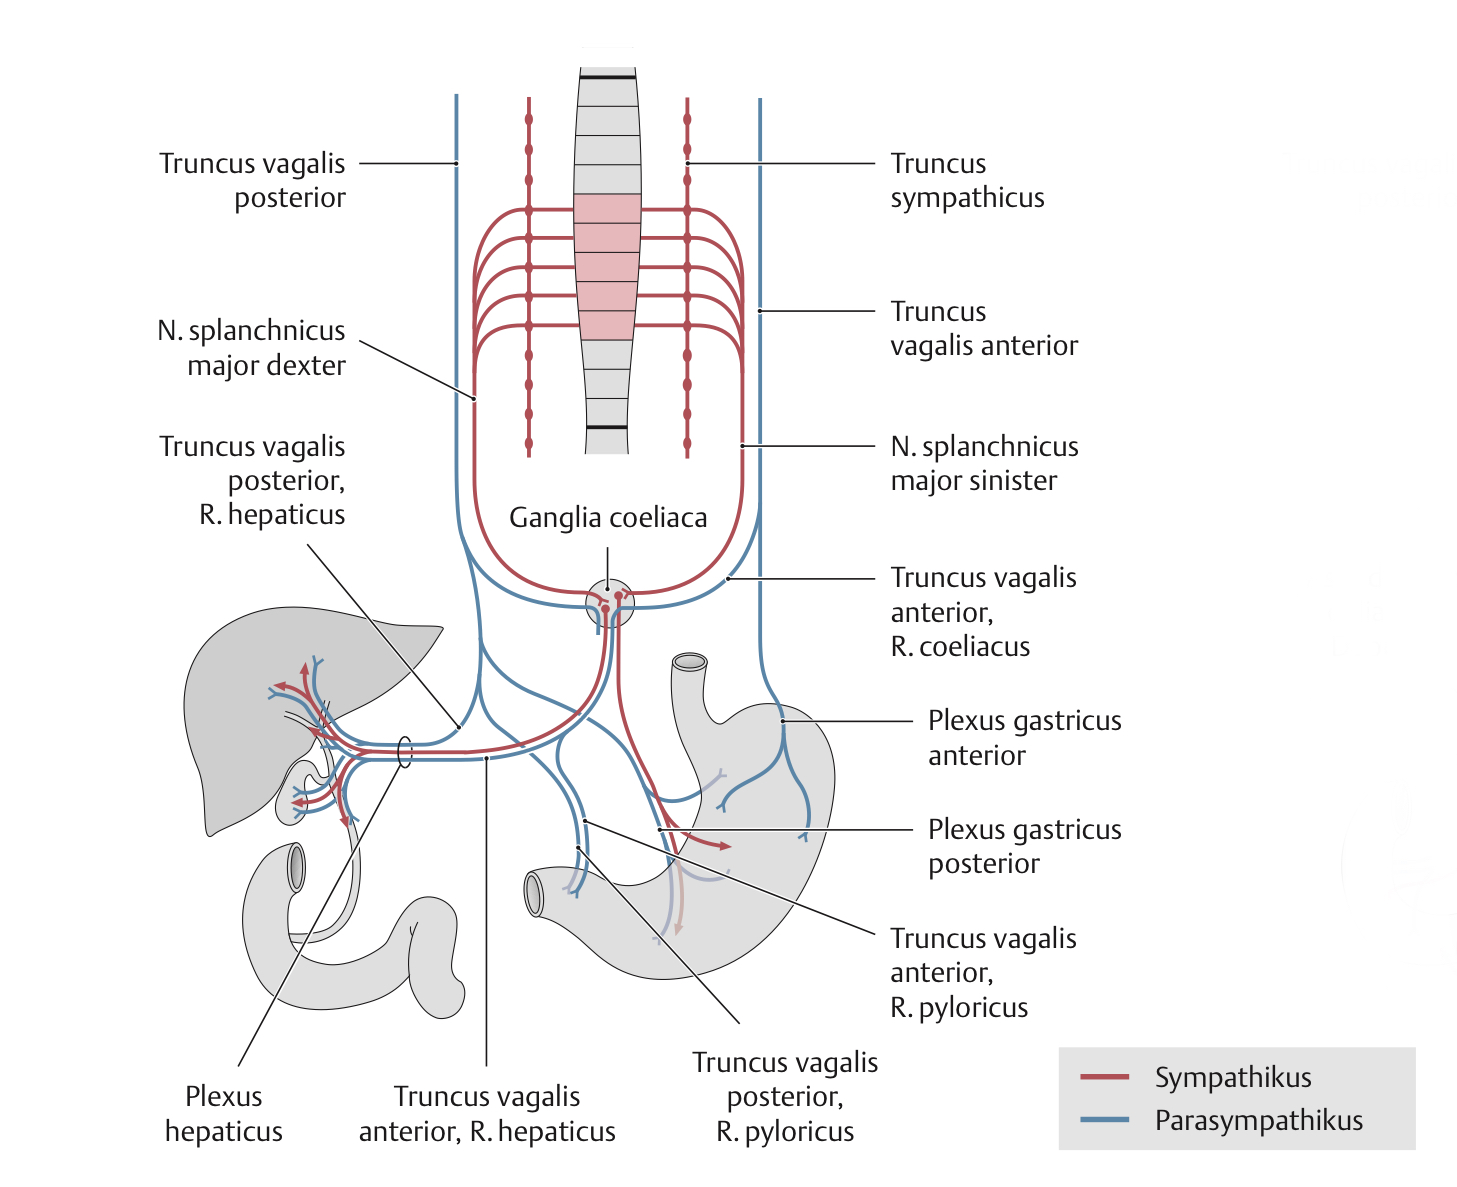 Truncus vagalis
posterior
Truncus
sympathicus
N. splanchnicus
major dexter
Truncus
vagalis anterior
Truncus vagalis
posterior,
R. hepaticus
N. splanchnicus
major sinister
Ganglia coeliaca
Truncus vagalis
anterior,
R. coeliacus
Plexus gastricus
anterior
Plexus gastricus
posterior
Truncus vagalis
anterior,
R. pyloricus
Truncus vagalis
posterior,
R. pyloricus
Plexus
hepaticus
Truncus vagalis
anterior, R. hepaticus
Sympathikus
Parasympathikus